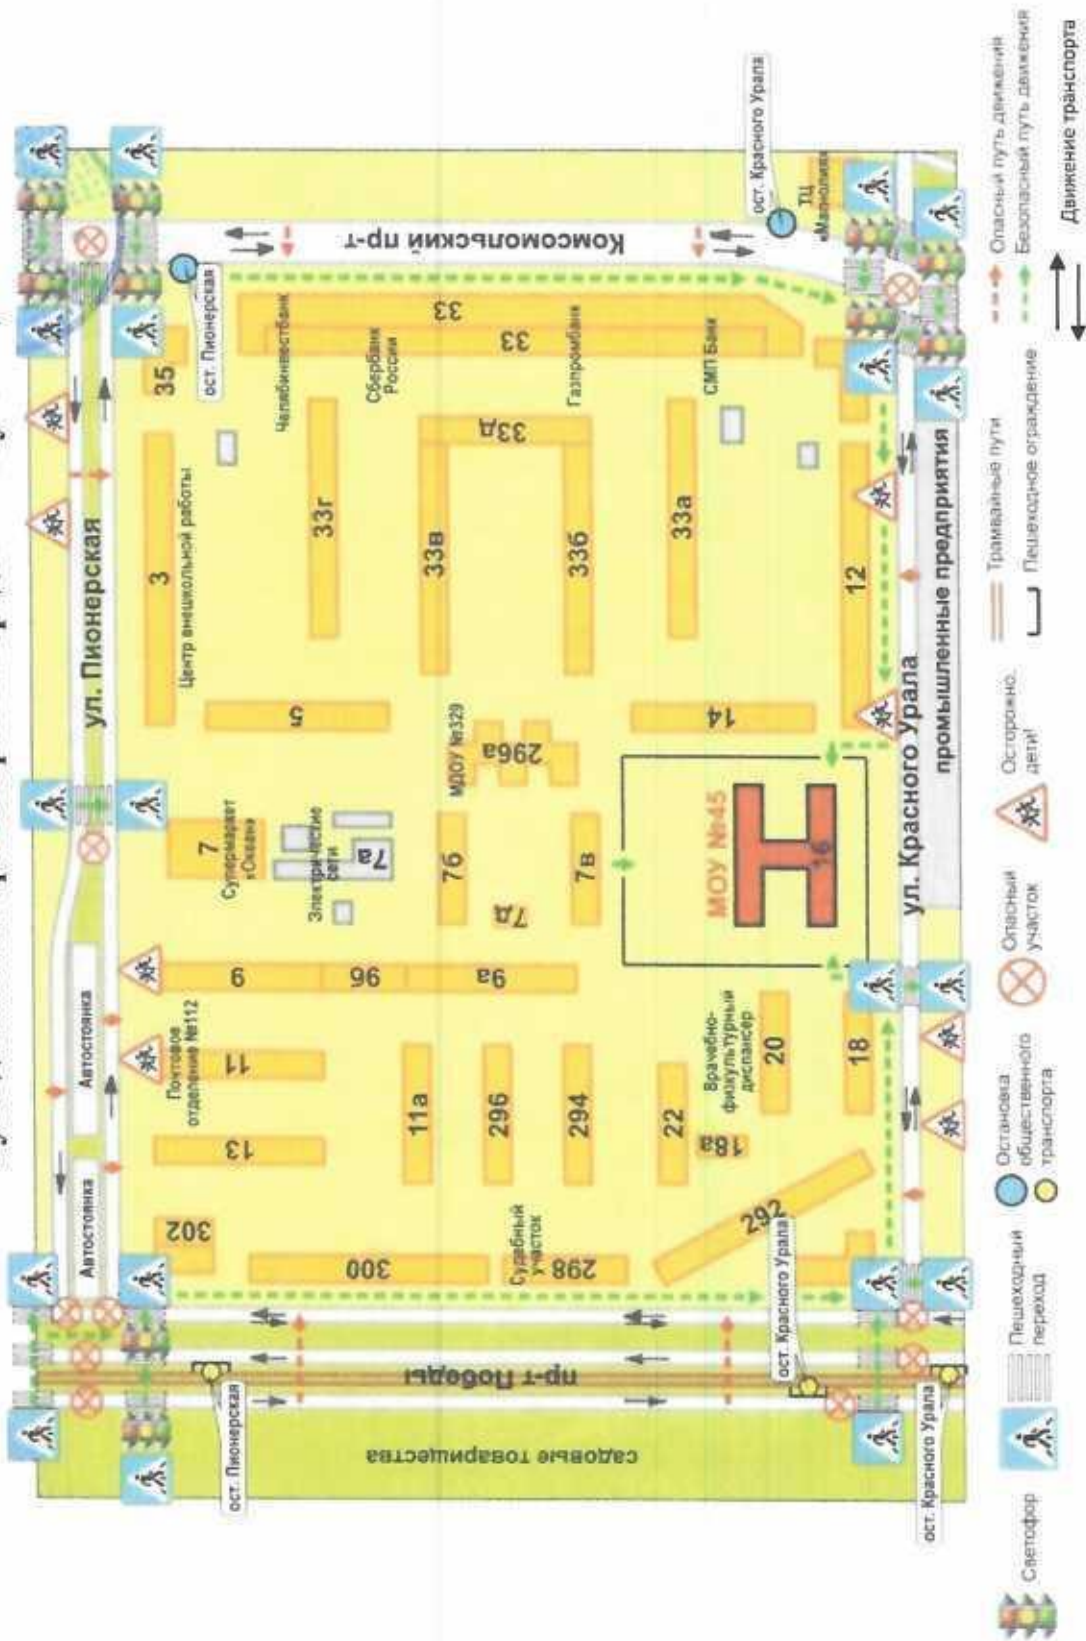 ул. Пионерская
Автостоянка
Автостоянка
35
ост. Пионерская
3
Центр внешкольной работы
5
7
Супермаркет
«Океан»
Электрические
сети
7а
9
9б
9а
Почтовое
отделение №112
11
13
302
300
11а
296
294
Судебный
участок
298
22
18а
Врачебно-
физкультурный
диспансер
20
18
292
7б
7д
7в
МДОУ №329
296а
14
МОУ №45
16
12
33
33
33г
33в
33д
33б
33а
Челябинвестбанк
Сбербанк
России
Газпромбанк
СМП Банк
Комсомольский пр-т
ост. Красного Урала
ТЦ
«Магнолия»
ул. Красного Урала
промышленные предприятия
пр-т Победы
ост. Пионерская
ост. Красного Урала
ост. Красного Урала
садовые товарищества
Светофор
Пешеходный
переход
Остановка
общественного
транспорта
Опасный
участок
Осторожно,
дети!
Трамвайные пути
Пешеходное ограждение
Опасный путь движения
Безопасный путь движения
Движение транспорта